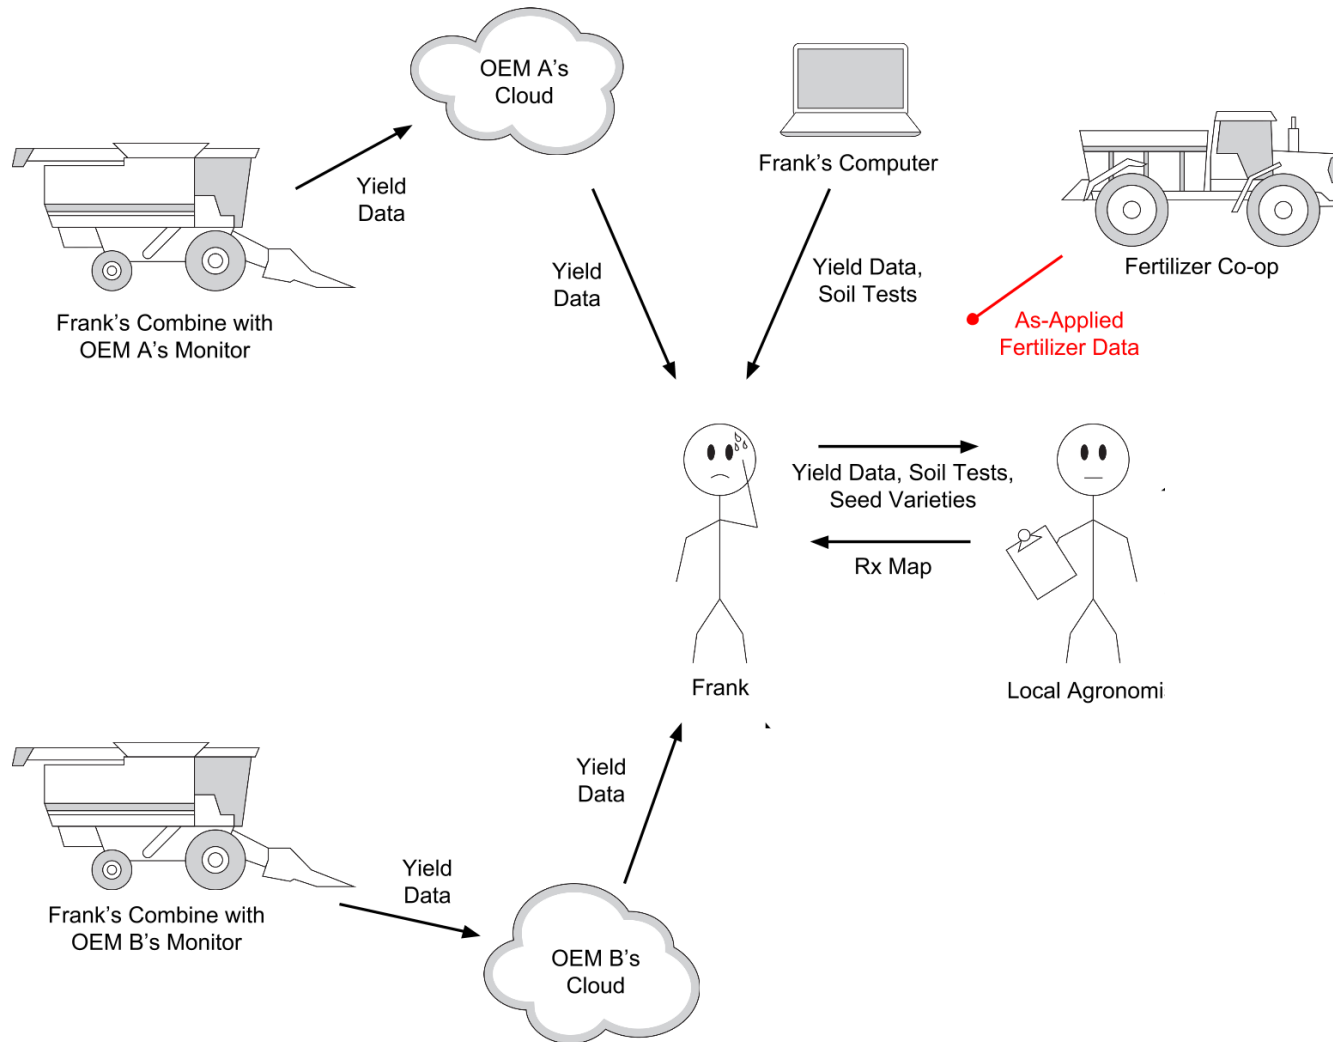 OEM A's
Cloud
Yield
Data
Frank's Combine with
OEM A's Monitor
Yield
Data
Frank's Computer
Yield Data,
Soil Tests
Fertilizer Co-op
As-Applied
Fertilizer Data
Yield Data, Soil Tests,
Seed Varieties
Rx Map
Frank
Local Agronomi
Yield
Data
Yield
Data
Frank's Combine with
OEM B's Monitor
OEM B's
Cloud